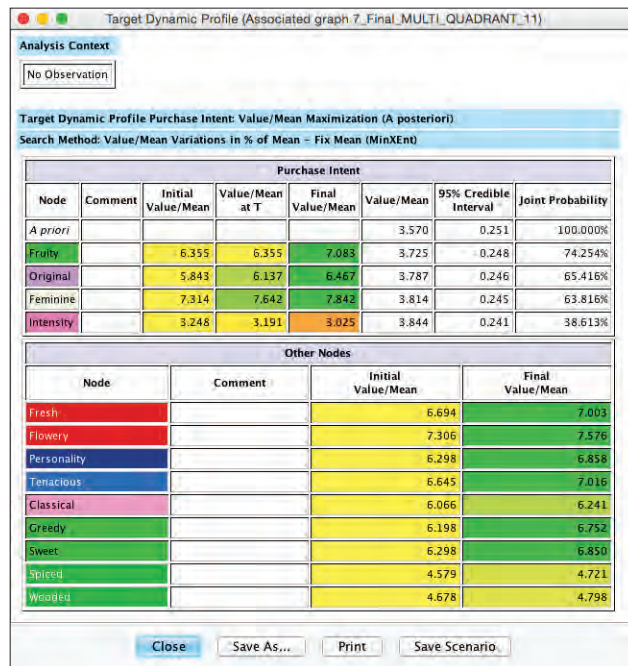 Target Dynamic Profile (Associated graph 7_Final_MULTI_QUADRANT_11)
Analysis Context
No Observation
Target Dynamic Profile Purchase Intent: Value/Mean Maximization (A posteriori)
Search Method: Value/Mean Variations in % of Mean - Fix Mean (MinXEnt)
Purchase Intent
Node Comment Initial Value/Mean Value/Mean at T Final Value/Mean Value/Mean 95% Credible Interval Joint Probability
A priori 3.570 0.251 100.000%
Fruity 6.355 6.355 7.083 3.725 0.248 74.254%
Original 5.843 6.137 6.467 3.787 0.246 65.416%
Feminine 7.314 7.642 7.842 3.814 0.245 63.816%
Intensity 3.248 3.191 3.025 3.844 0.241 38.613%
Other Nodes
Node Comment Initial Value/Mean Final Value/Mean
Fresh 6.694 7.003
Flowery 7.306 7.576
Personality 6.298 6.858
Tenacious 6.645 7.016
Classical 6.066 6.241
Greedy 6.198 6.752
Sweet 6.298 6.850
Spiced 4.579 4.721
Wooded 4.678 4.798
Close Save As... Print Save Scenario